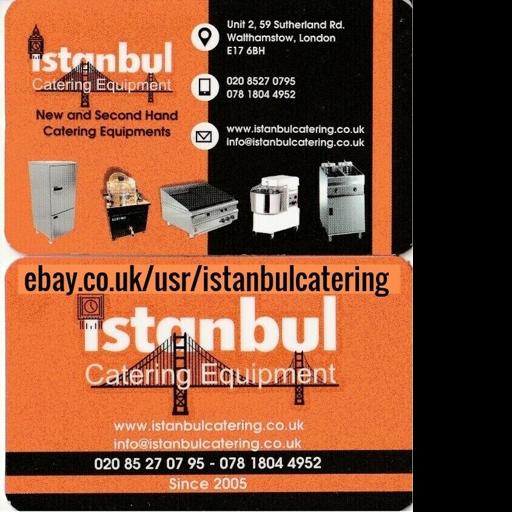 istanbul
Catering Equipment
New and Second Hand
Catering Equipments
Unit 2, 59 Sutherland Rd.
Walthamstow, London
E17 6BH
020 8527 0795
078 1804 4952
www.istanbulcatering.co.uk
info@istanbulcatering.co.uk
ebay.co.uk/usr/istanbulcatering
istanbul
Catering Equipment
www.istanbulcatering.co.uk
info@istanbulcatering.co.uk
020 85 27 07 95 - 078 1804 4952
Since 2005